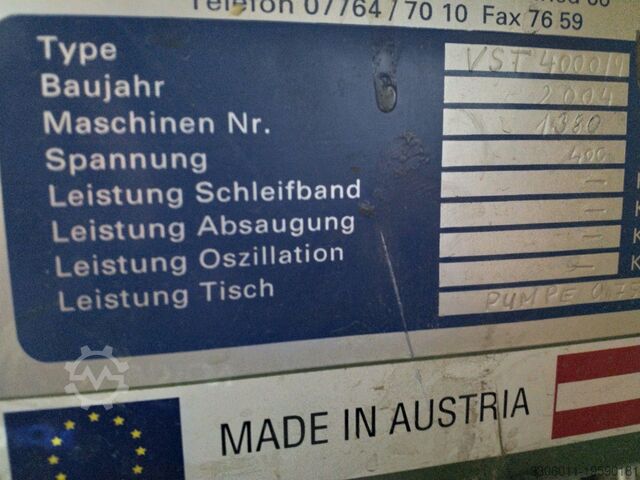 Telefon 07764/70 10 Fax 76 59
Type VST 4000/
Baujahr 2004
Maschinen Nr. 1380
Spannung 400
Leistung Schleifband —
Leistung Absaugung —
Leistung Oszillation —
Leistung Tisch PUMPE 0.75
MADE IN AUSTRIA